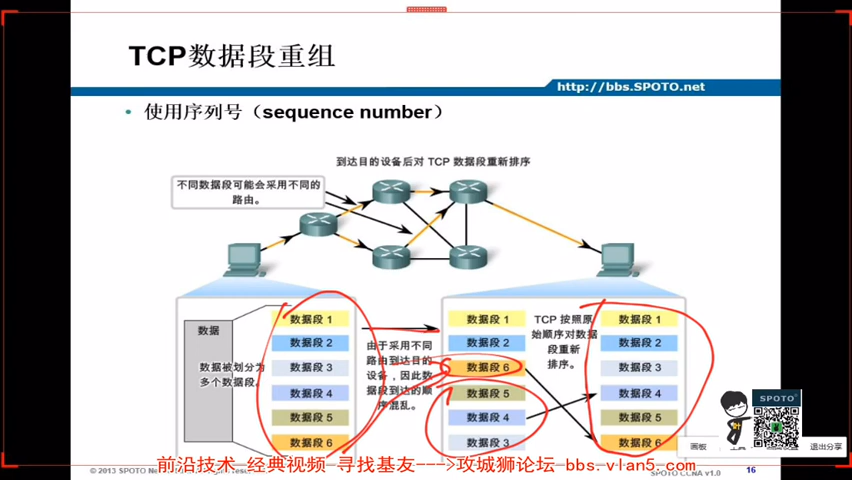 TCP数据段重组
http://bbs.SPOTO.net
• 使用序列号（sequence number）
到达目的设备后对 TCP 数据段重新排序
不同数据段可能会采用不同的
路由。
数据
数据被划分为
多个数据段。
数据段 1
数据段 2
数据段 3
数据段 4
数据段 5
数据段 6
由于采用不同
路由到达目的
设备，因此数
据段到达的顺
序混乱。
数据段 1
数据段 2
数据段 6
数据段 5
数据段 4
数据段 3
TCP 按照原
始顺序对数据
段重新
排序。
数据段 1
数据段 2
数据段 3
数据段 4
数据段 5
数据段 6
SPOTO
画板
退出分享
前沿技术 经典视频 寻找基友--->攻城狮论坛 bbs.vlan5.com
© 2013 SPOTO
SPOTO CCNA v1.0
16